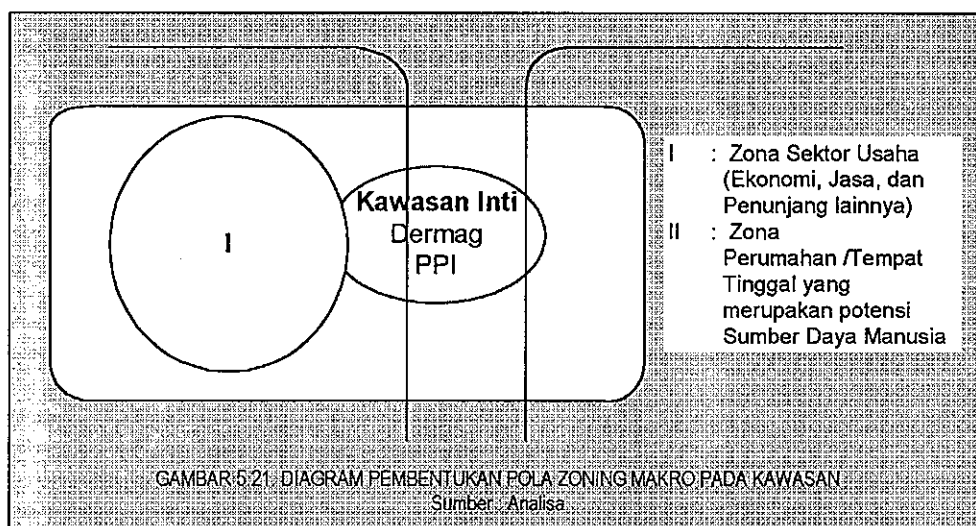 I
Kawasan Inti
Dermag
PPI
I : Zona Sektor Usaha
(Ekonomi, Jasa, dan
Penunjang lainnya)
II : Zona
Perumahan /Tempat
Tinggal yang
merupakan potensi
Sumber Daya Manusia
GAMBAR 5.21. DIAGRAM PEMBENTUKAN POLA ZONING MAKRO PADA KAWASAN
Sumber : Analisa